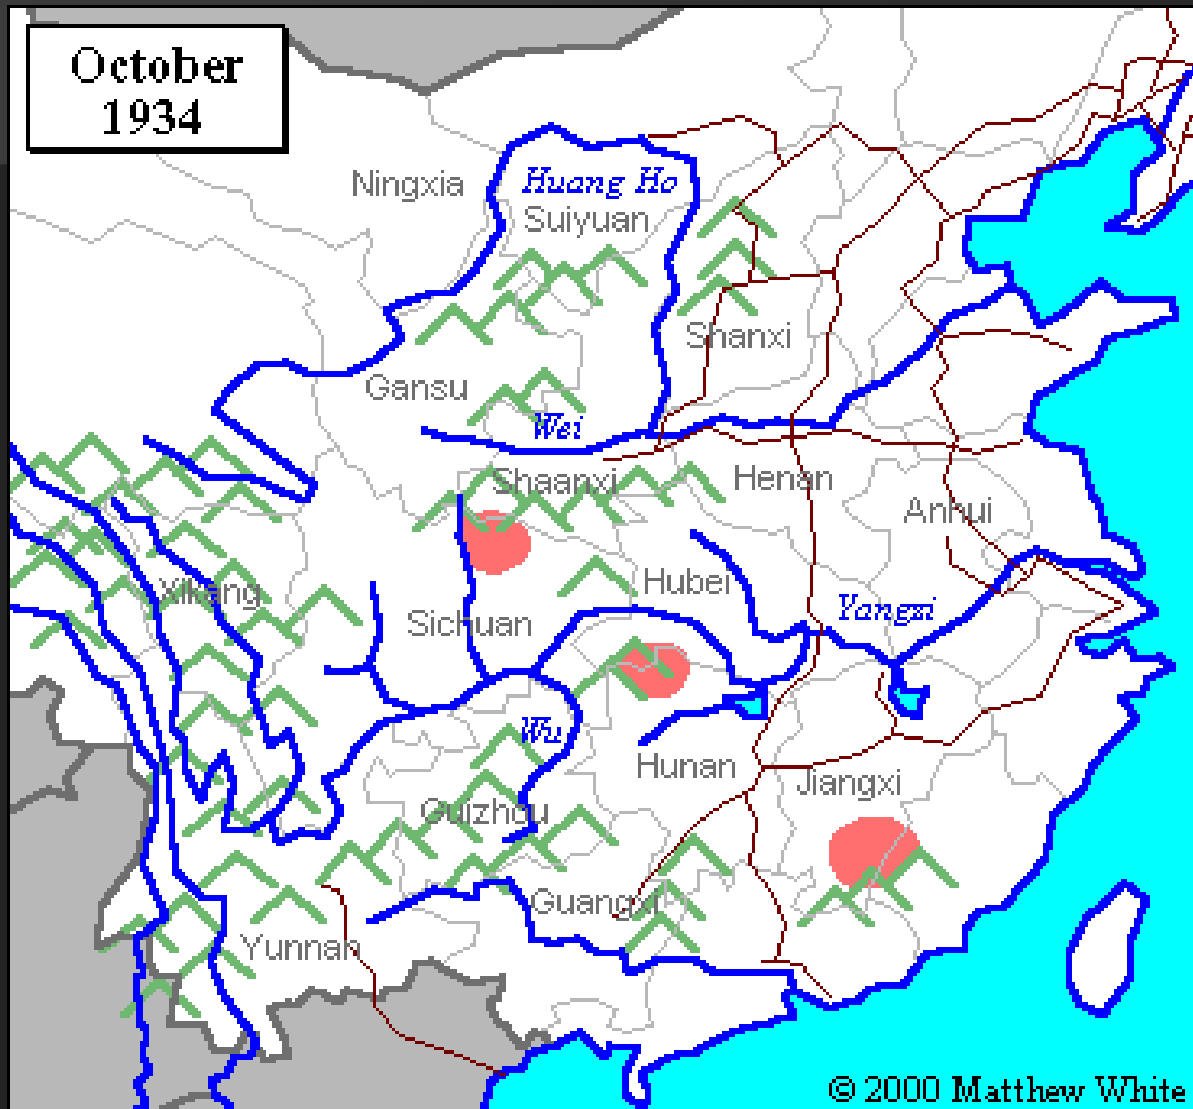 October
1934
Ningxia
Huang Ho
Suiyuan
Shanxi
Gansu
Wei
Shaanxi
Henan
Anhui
Xikang
Hubei
Yangzi
Sichuan
Wu
Hunan
Jiangxi
Guizhou
Guangxi
Yunnan
© 2000 Matthew White